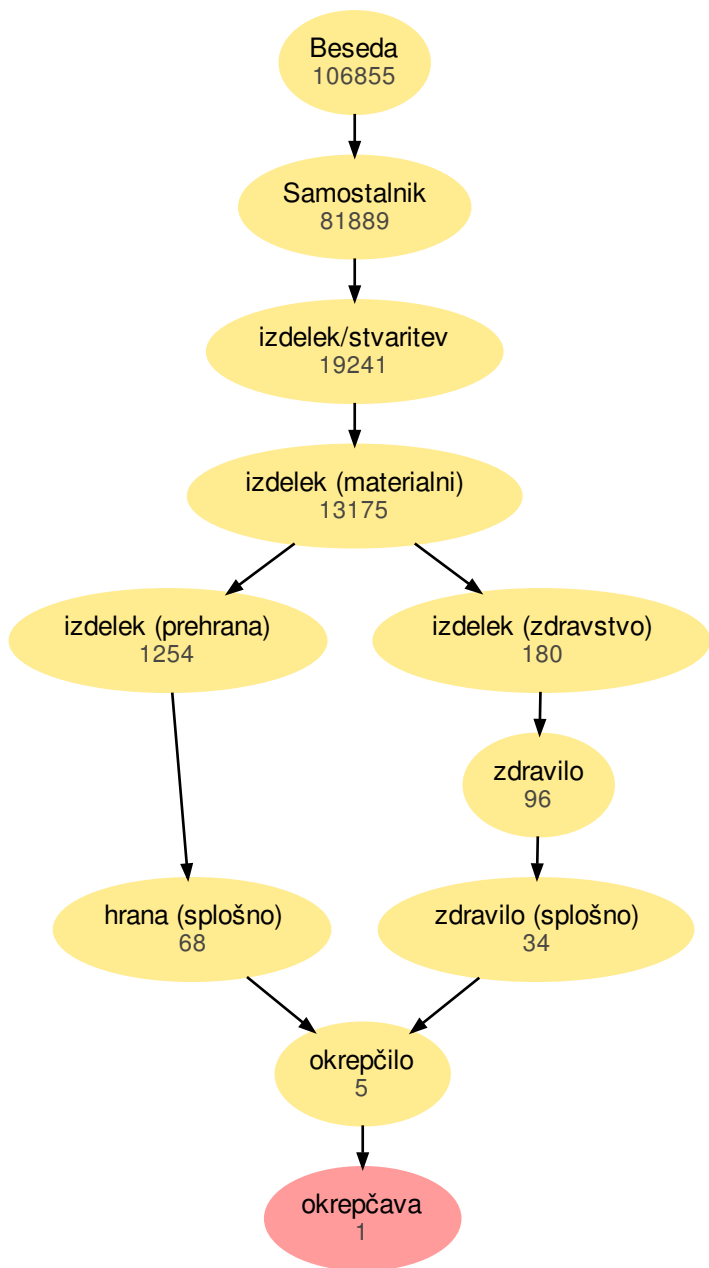 Beseda
106855
Samostalnik
81889
izdelek/stvaritev
19241
izdelek (materialni)
13175
izdelek (prehrana)
1254
izdelek (zdravstvo)
180
zdravilo
96
hrana (splošno)
68
zdravilo (splošno)
34
okrepčilo
5
okrepčava
1